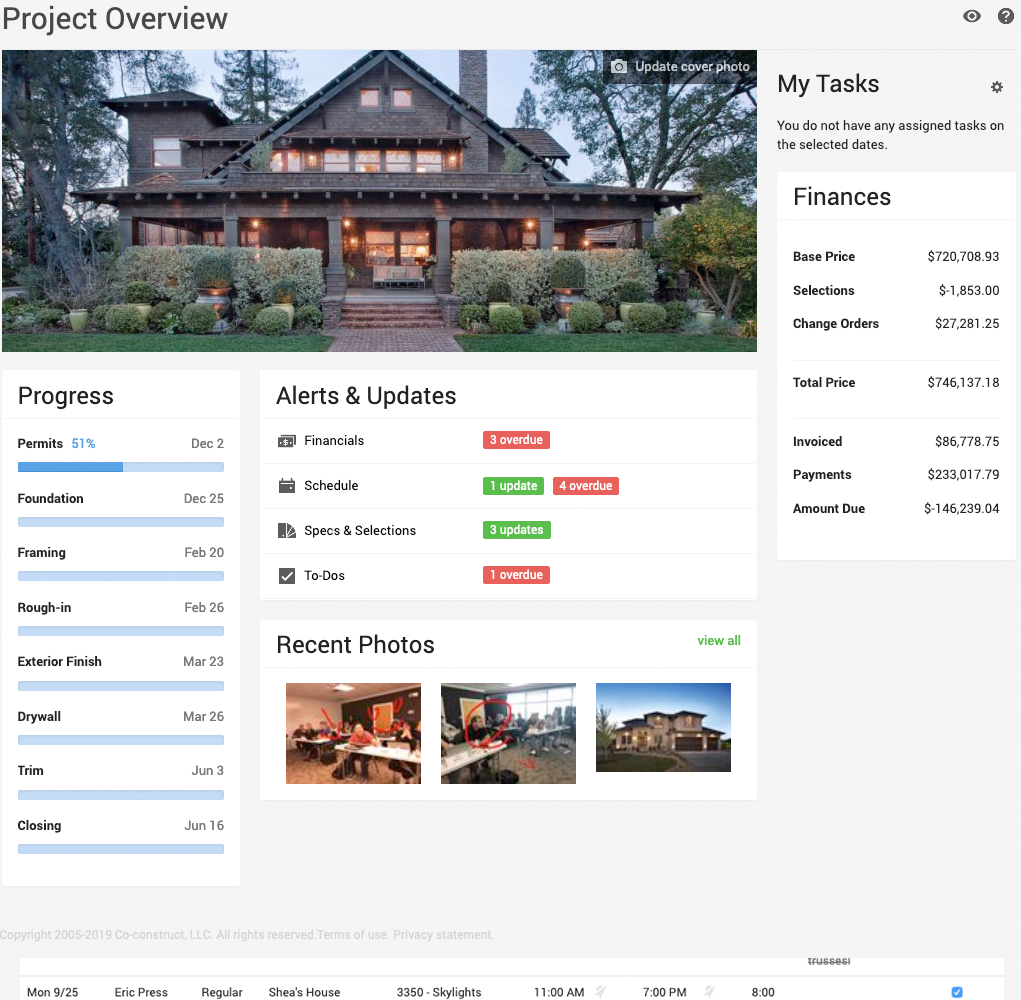 Project Overview
Update cover photo
My Tasks
You do not have any assigned tasks on
the selected dates.
Finances
Base Price $720,708.93
Selections $-1,853.00
Change Orders $27,281.25
Total Price $746,137.18
Invoiced $86,778.75
Payments $233,017.79
Amount Due $-146,239.04
Progress
Permits 51% Dec 2
Foundation Dec 25
Framing Feb 20
Rough-in Feb 26
Exterior Finish Mar 23
Drywall Mar 26
Trim Jun 3
Closing Jun 16
Alerts & Updates
Financials 3 overdue
Schedule 1 update 4 overdue
Specs & Selections 3 updates
To-Dos 1 overdue
Recent Photos view all
Copyright 2005-2019 Co-construct, LLC. All rights reserved.Terms of use. Privacy statement.
trusses!
Mon 9/25 Eric Press Regular Shea's House 3350 - Skylights 11:00 AM 7:00 PM 8:00